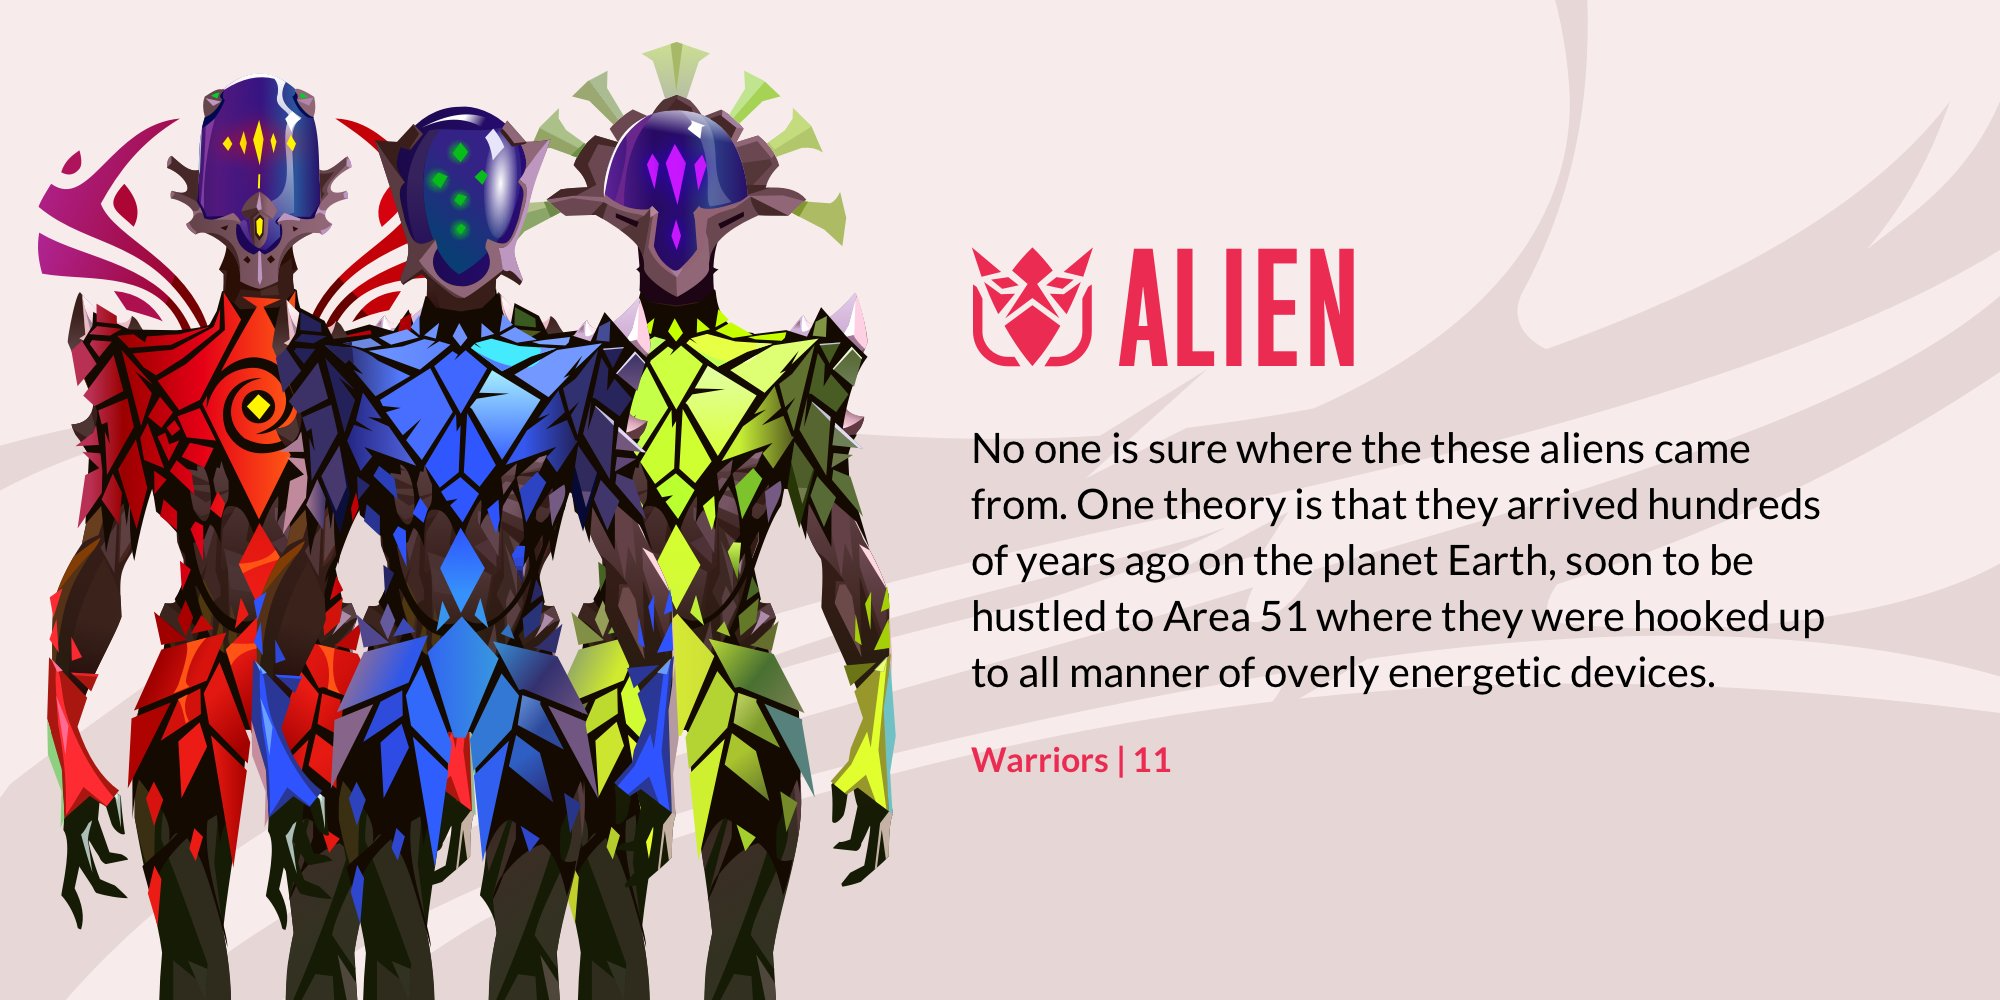 ALIEN
No one is sure where the these aliens came
from. One theory is that they arrived hundreds
of years ago on the planet Earth, soon to be
hustled to Area 51 where they were hooked up
to all manner of overly energetic devices.
Warriors | 11